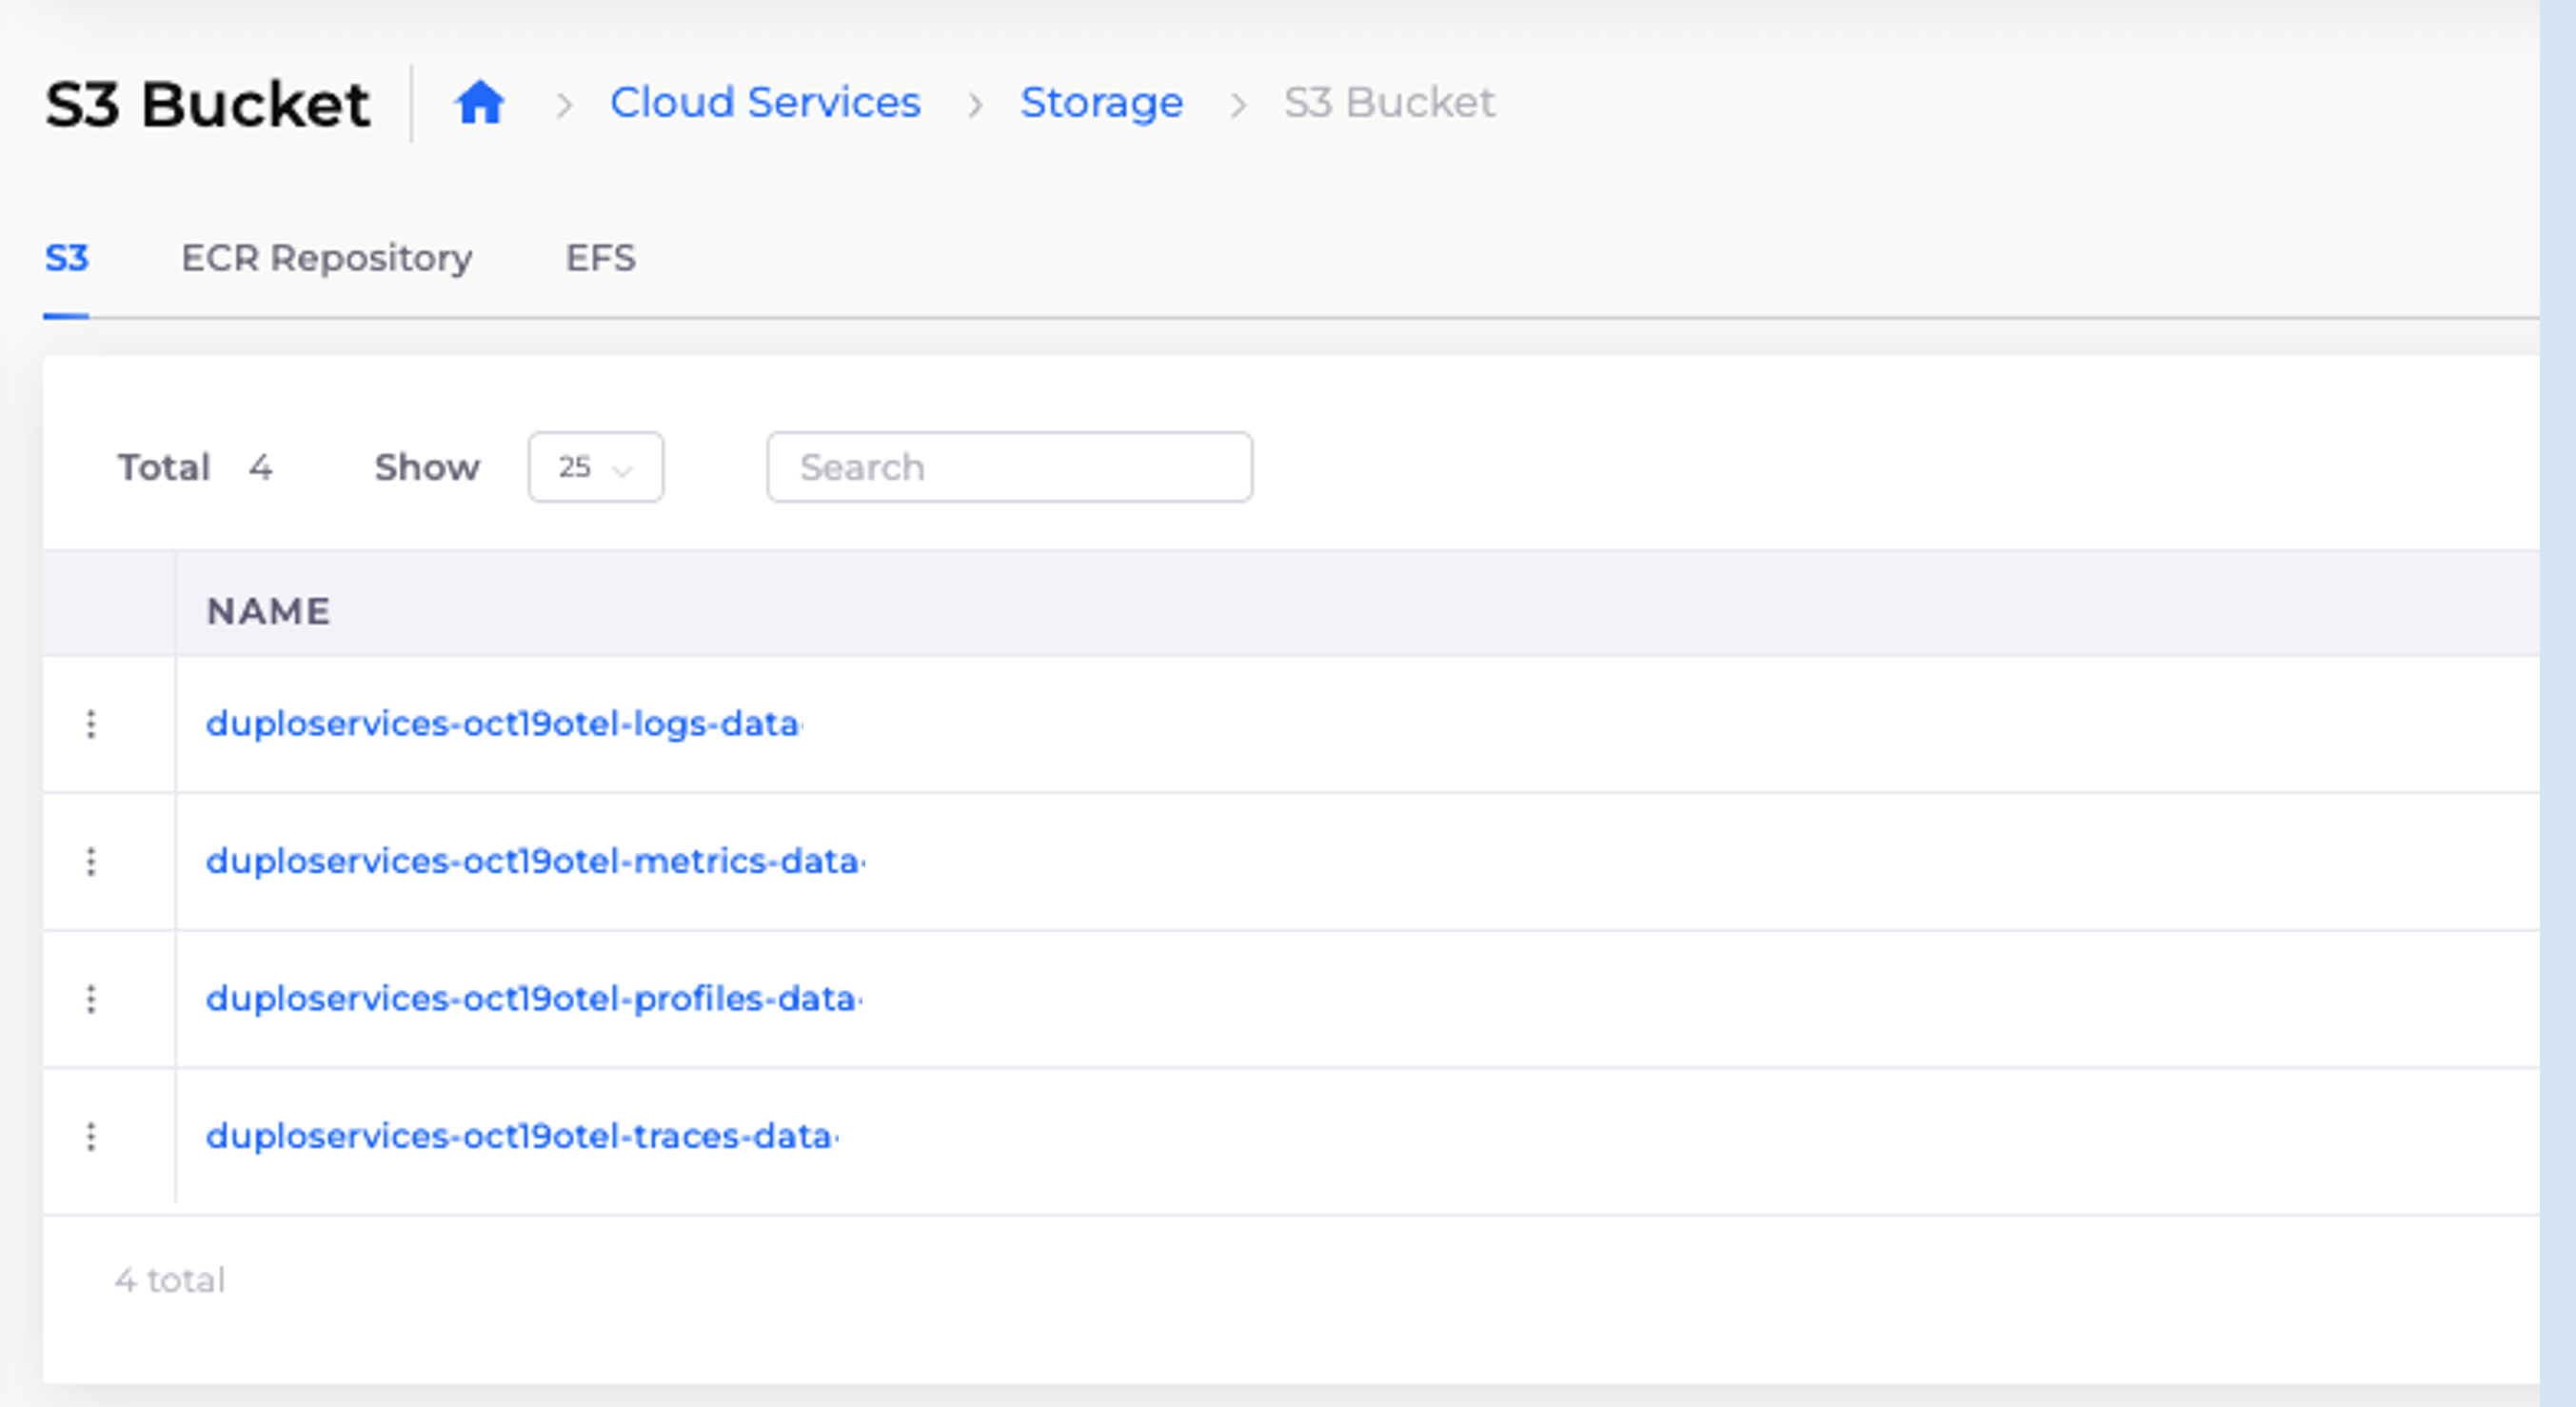 S3 Bucket > Cloud Services > Storage > S3 Bucket
S3 ECR Repository EFS
Total 4 Show 25 Search
NAME
duploservices-oct19otel-logs-data-
duploservices-oct19otel-metrics-data-
duploservices-oct19otel-profiles-data-
duploservices-oct19otel-traces-data-
4 total